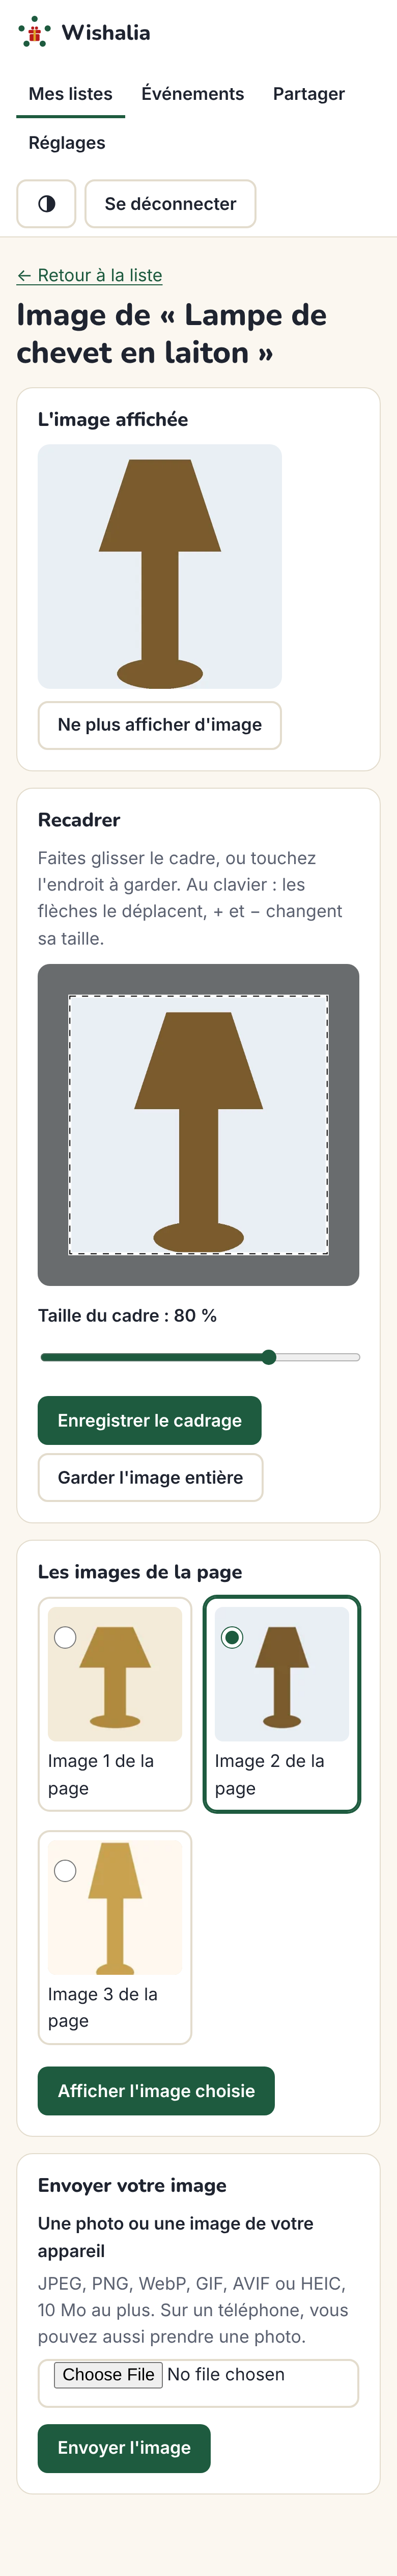 Wishalia
Mes listes
Événements
Partager
Réglages
Se déconnecter
← Retour à la liste
Image de « Lampe de
chevet en laiton »
L'image affichée
Ne plus afficher d'image
Recadrer
Faites glisser le cadre, ou touchez
l'endroit à garder. Au clavier : les
flèches le déplacent, + et − changent
sa taille.
Taille du cadre : 80 %
Enregistrer le cadrage
Garder l'image entière
Les images de la page
Image 1 de la
page
Image 2 de la
page
Image 3 de la
page
Afficher l'image choisie
Envoyer votre image
Une photo ou une image de votre
appareil
JPEG, PNG, WebP, GIF, AVIF ou HEIC,
10 Mo au plus. Sur un téléphone, vous
pouvez aussi prendre une photo.
Choose File No file chosen
Envoyer l'image